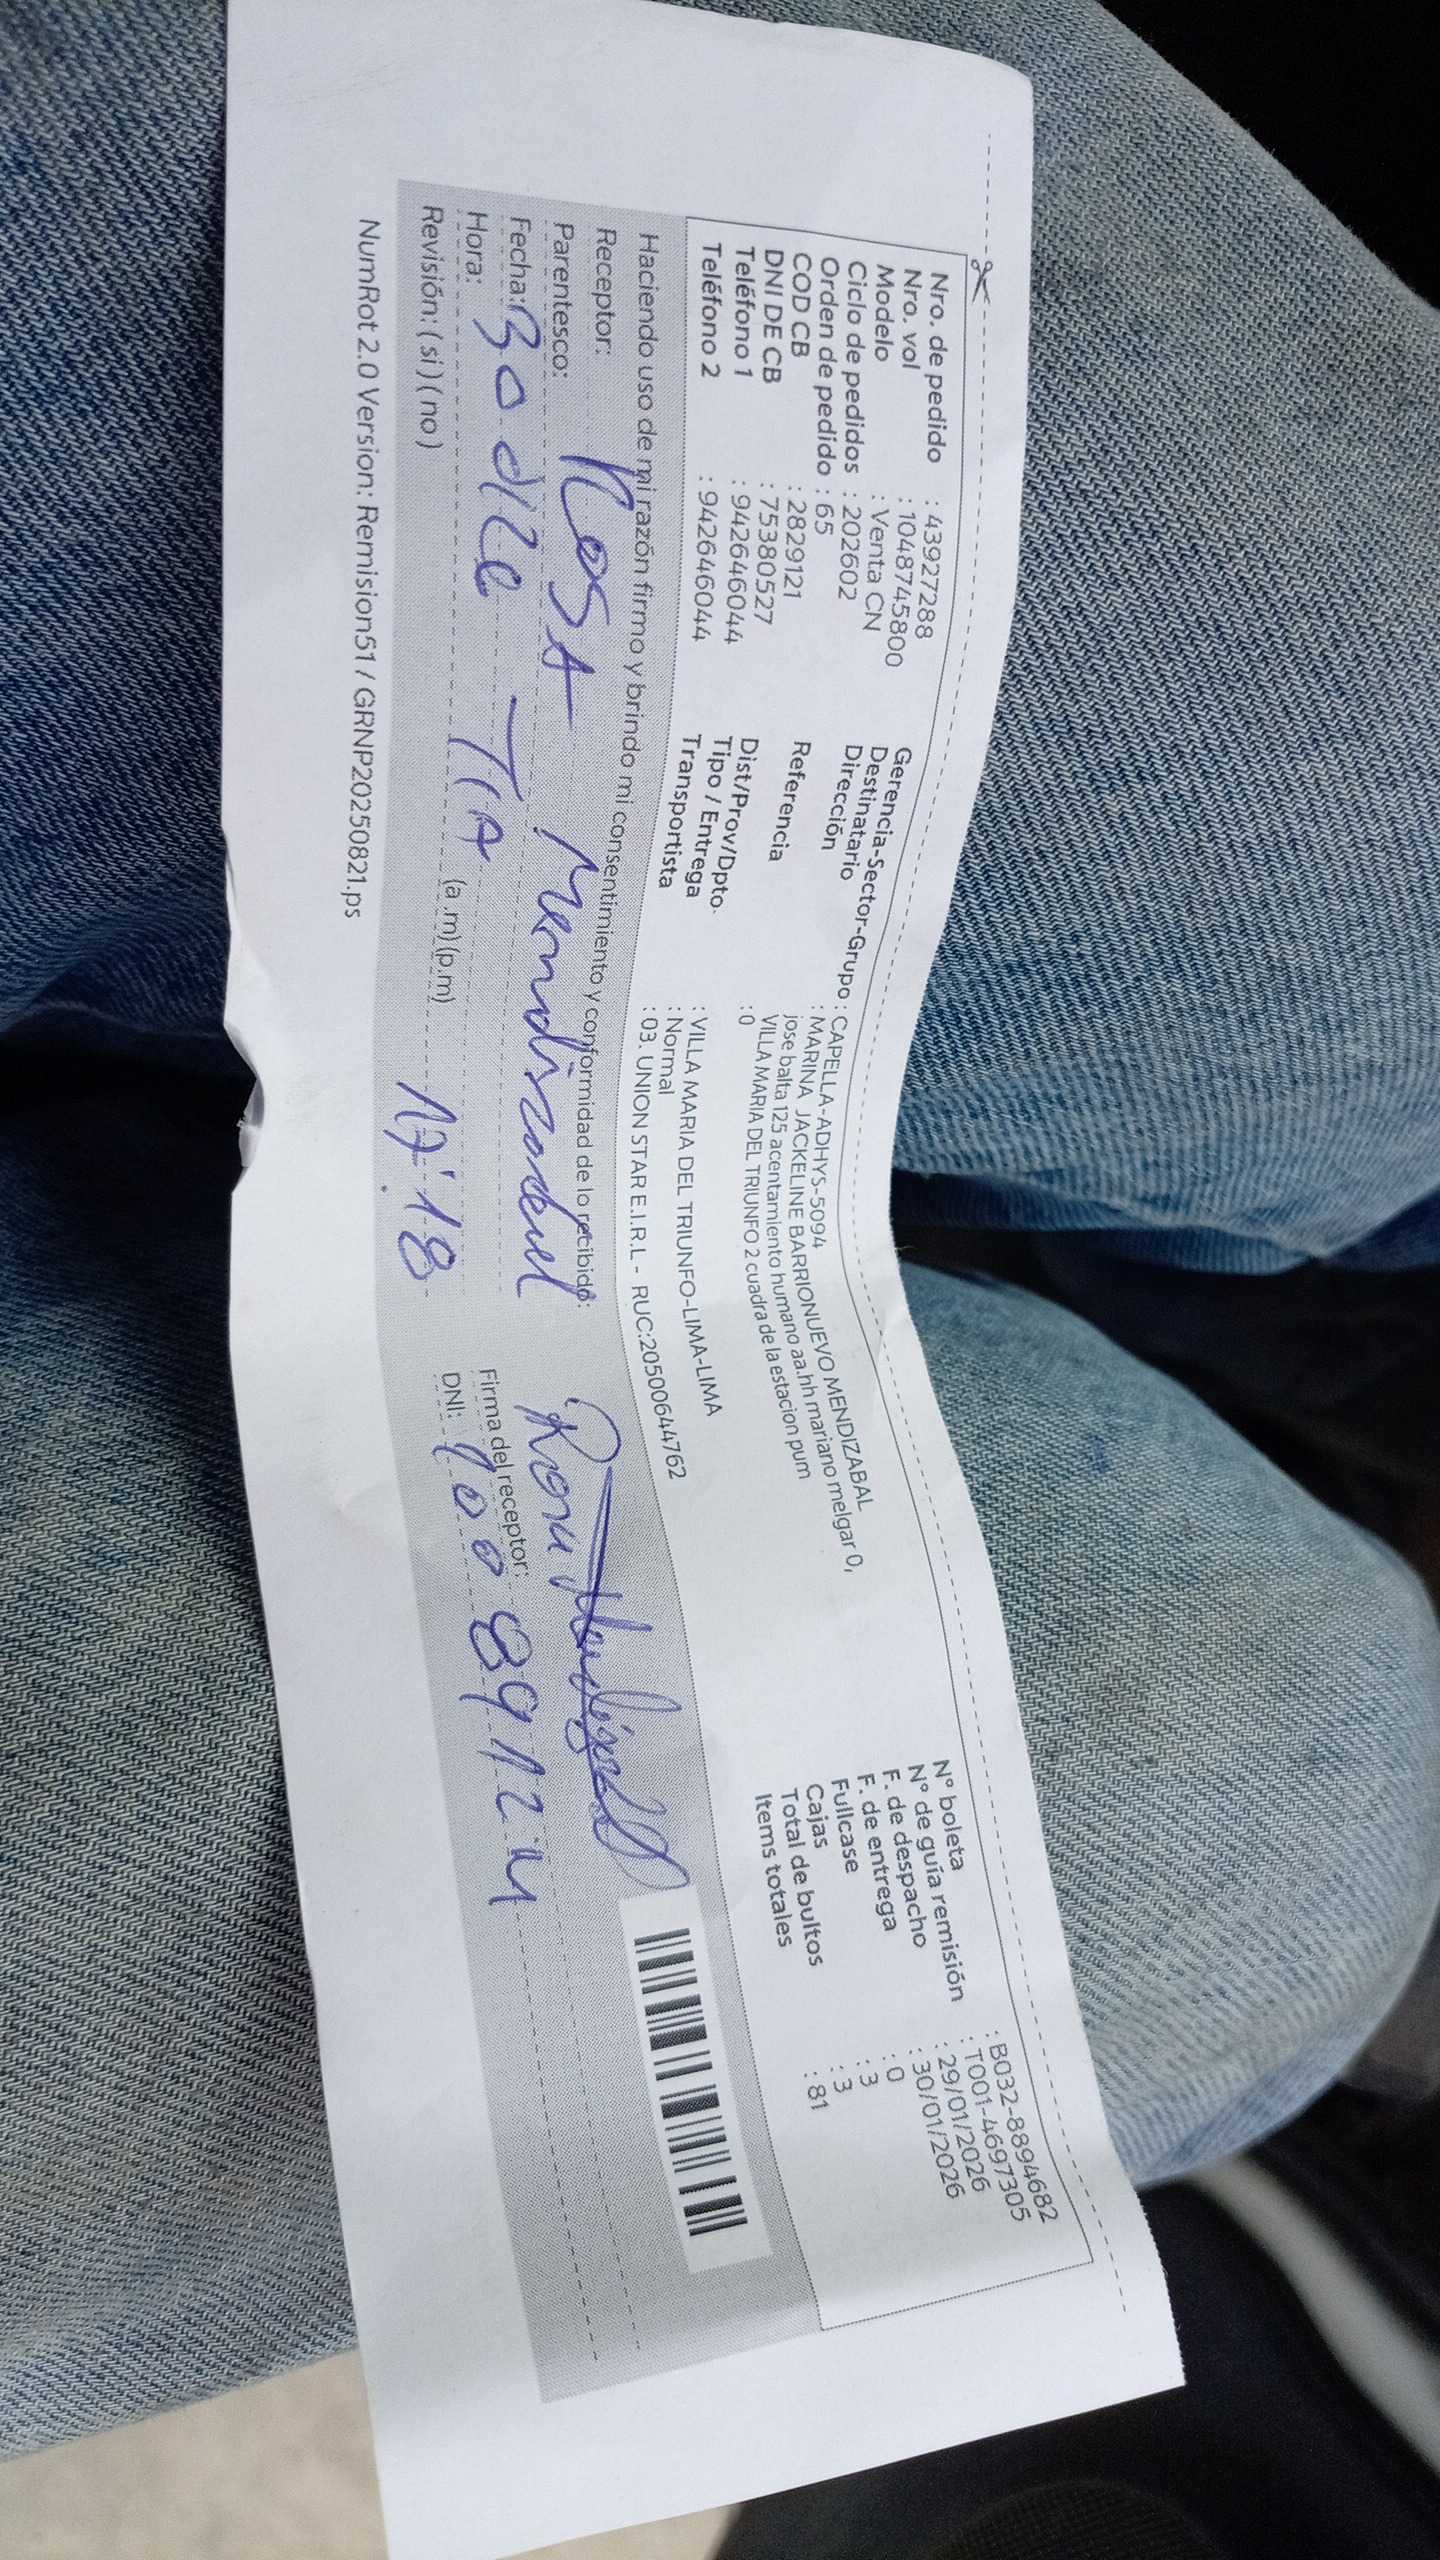 Nro. de pedido : 43927288
Nro. vol : 1048745800
Modelo : Venta CN
Ciclo de pedidos : 202602
Orden de pedido : 65
COD CB : 2829121
DNI DE CB : 75380527
Teléfono 1 : 942646044
Teléfono 2 : 942646044
Gerencia-Sector-Grupo : CAPELLA-ADHYS-5094
Destinatario : MARINA JACKELINE BARRIONUEVO MENDIZABAL
Dirección jose balta 125 acentamiento humano aa.hh mariano melgar 0,
VILLA MARIA DEL TRIUNFO 2 cuadra de la estacion pum
Referencia : 0
Dist/Prov/Dpto. : VILLA MARIA DEL TRIUNFO-LIMA-LIMA
Tipo / Entrega : Normal
Transportista : 03. UNION STAR E.I.R.L - RUC:20500644762
N° boleta : B032-8894682
N° de guía remisión : T001-4697305
F. de despacho : 29/01/2026
F. de entrega : 30/01/2026
Fullcase : 0
Cajas : 3
Total de bultos : 3
Items totales : 81
Haciendo uso de mi razón firmo y brindo mi consentimiento y conformidad de lo recibido:
Receptor: Rosa Mendizabal
Parentesco: TIA
Fecha: 30
Hora: (a.m) (p.m) 17:18
Revisión: ( si ) ( no )
Firma del receptor:
DNI:
NumRot 2.0 Version: Remision51 / GRNP20250821.ps